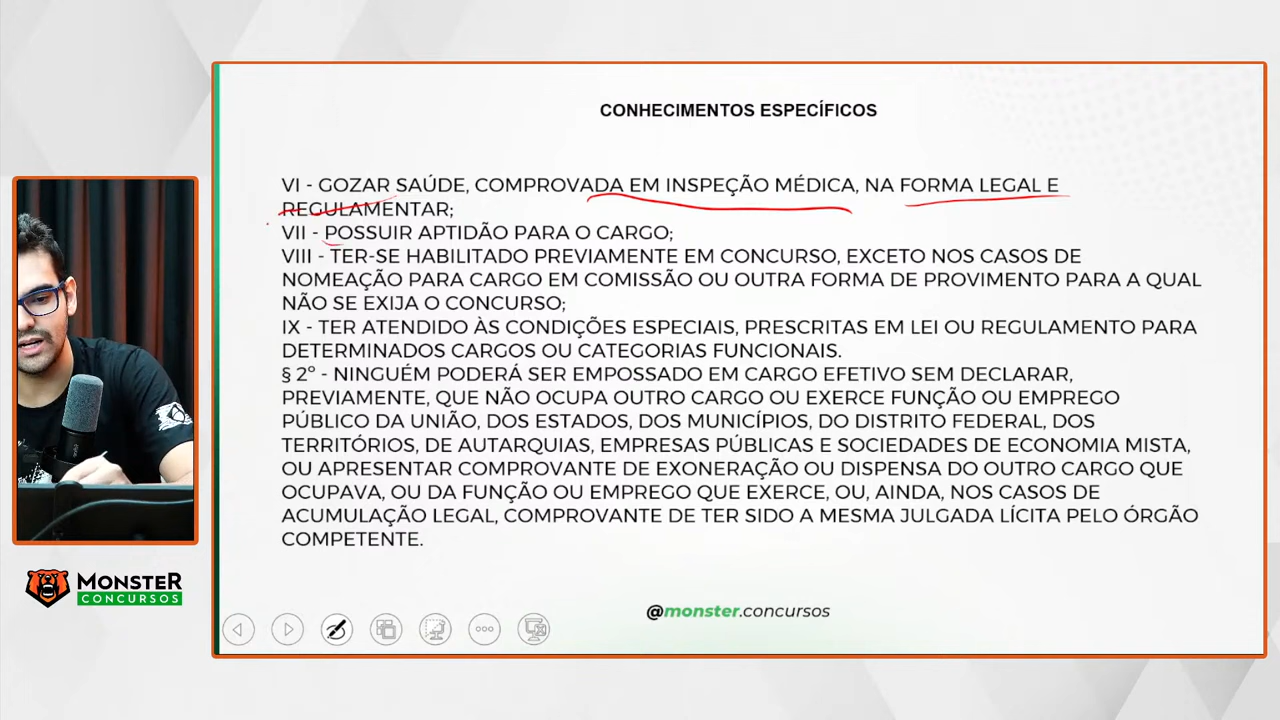 CONHECIMENTOS ESPECÍFICOS
VI - GOZAR SAÚDE, COMPROVADA EM INSPEÇÃO MÉDICA, NA FORMA LEGAL E
REGULAMENTAR;
VII - POSSUIR APTIDÃO PARA O CARGO;
VIII - TER-SE HABILITADO PREVIAMENTE EM CONCURSO, EXCETO NOS CASOS DE
NOMEAÇÃO PARA CARGO EM COMISSÃO OU OUTRA FORMA DE PROVIMENTO PARA A QUAL
NÃO SE EXIJA O CONCURSO;
IX - TER ATENDIDO ÀS CONDIÇÕES ESPECIAIS, PRESCRITAS EM LEI OU REGULAMENTO PARA
DETERMINADOS CARGOS OU CATEGORIAS FUNCIONAIS.
§ 2º - NINGUÉM PODERÁ SER EMPOSSADO EM CARGO EFETIVO SEM DECLARAR,
PREVIAMENTE, QUE NÃO OCUPA OUTRO CARGO OU EXERCE FUNÇÃO OU EMPREGO
PÚBLICO DA UNIÃO, DOS ESTADOS, DOS MUNICÍPIOS, DO DISTRITO FEDERAL, DOS
TERRITÓRIOS, DE AUTARQUIAS, EMPRESAS PÚBLICAS E SOCIEDADES DE ECONOMIA MISTA,
OU APRESENTAR COMPROVANTE DE EXONERAÇÃO OU DISPENSA DO OUTRO CARGO QUE
OCUPAVA, OU DA FUNÇÃO OU EMPREGO QUE EXERCE, OU, AINDA, NOS CASOS DE
ACUMULAÇÃO LEGAL, COMPROVANTE DE TER SIDO A MESMA JULGADA LÍCITA PELO ÓRGÃO
COMPETENTE.
MONSTER
CONCURSOS
@monster.concursos